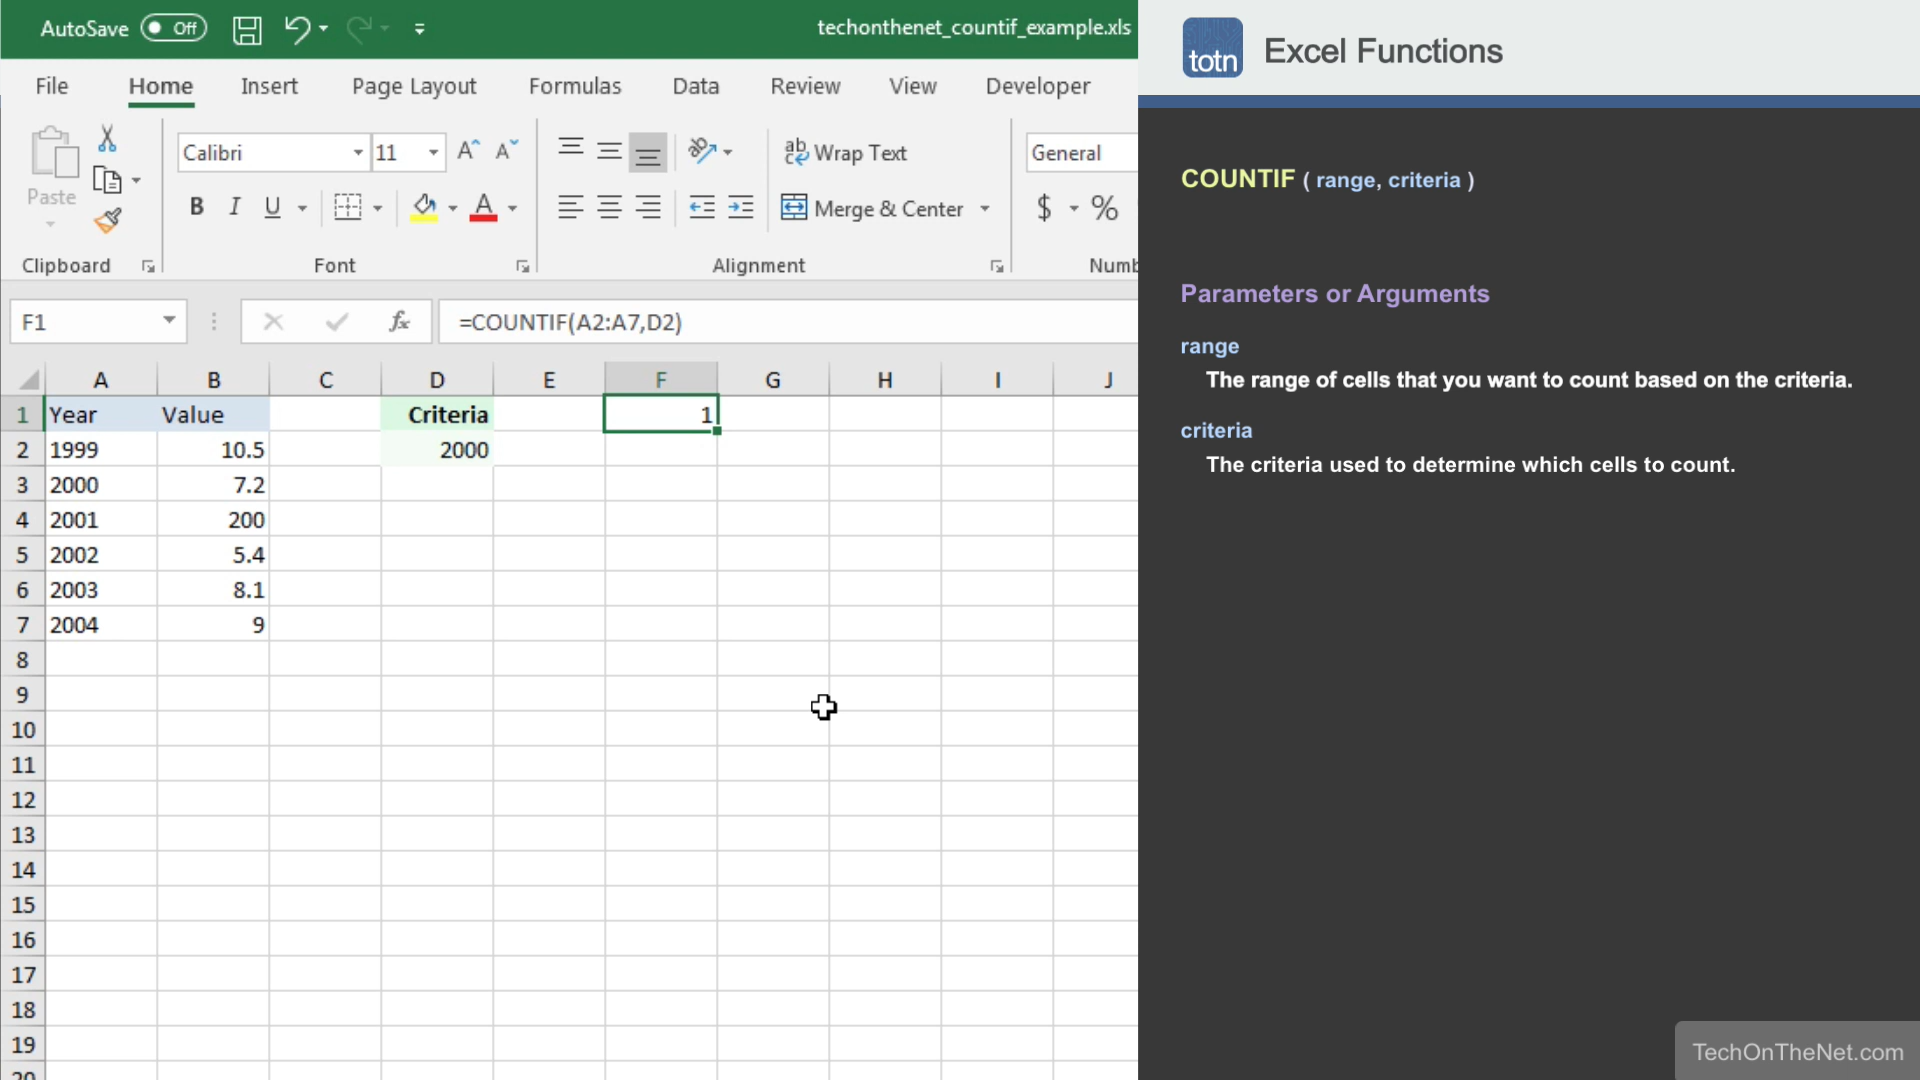 AutoSave Off techonthenet_countif_example.xls
File Home Insert Page Layout Formulas Data Review View Developer
Paste Calibri 11 Wrap Text General
B I U A Merge & Center $ %
Clipboard Font Alignment Numb
F1 fx =COUNTIF(A2:A7,D2)
A B C D E F G H I J
1 Year Value Criteria 1
2 1999 10.5 2000
3 2000 7.2
4 2001 200
5 2002 5.4
6 2003 8.1
7 2004 9
8
9
10
11
12
13
14
15
16
17
18
19
20
totn Excel Functions
COUNTIF ( range, criteria )
Parameters or Arguments
range
The range of cells that you want to count based on the criteria.
criteria
The criteria used to determine which cells to count.
TechOnTheNet.com